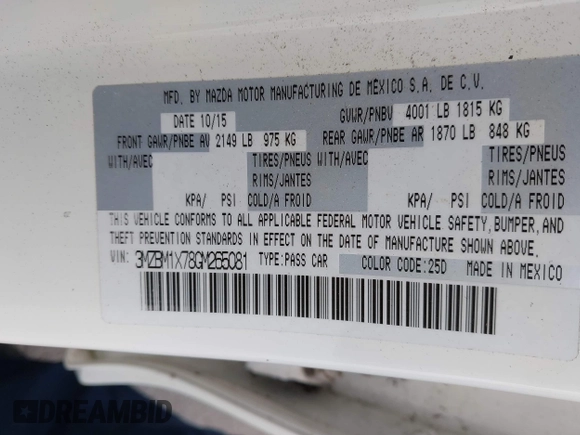 MFD. BY MAZDA MOTOR MANUFACTURING DE MÉXICO S.A. DE C.V.
DATE 10/15 GVWR/PNBV 4001 LB 1815 KG
FRONT GAWR/PNBE AV 2149 LB 975 KG REAR GAWR/PNBE AR 1870 LB 848 KG
WITH/AVEC TIRES/PNEUS WITH/AVEC TIRES/PNEUS
RIMS/JANTES RIMS/JANTES
KPA/ PSI COLD/A FROID KPA/ PSI COLD/A FROID
THIS VEHICLE CONFORMS TO ALL APPLICABLE FEDERAL MOTOR VEHICLE SAFETY, BUMPER, AND
THEFT PREVENTION STANDARDS IN EFFECT ON THE DATE OF MANUFACTURE SHOWN ABOVE.
VIN: 3MZBM1X78GM265081 TYPE:PASS CAR COLOR CODE:25D MADE IN MEXICO
DREAMBID